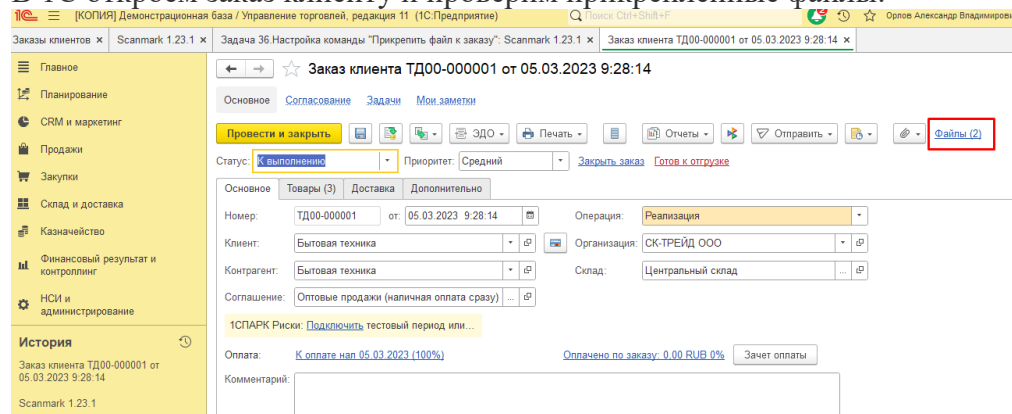 В 1С откроем заказ клиенту и проверим прикрепленные файлы:
[КОПИЯ] Демонстрационная база / Управление торговлей, редакция 11 (1С:Предприятие)
Поиск Ctrl+Shift+F
2
Орлов Александр Владимирови
Заказы клиентов ×
Scanmark 1.23.1 ×
Задача 36.Настройка команды "Прикрепить файл к заказу": Scanmark 1.23.1 ×
Заказ клиента ТД00-000001 от 05.03.2023 9:28:14 ×
Главное
Планирование
CRM и маркетинг
Продажи
Закупки
Склад и доставка
Казначейство
Финансовый результат и
контроллинг
НСИ и
администрирование
История
Заказ клиента ТД00-000001 от
05.03.2023 9:28:14
Scanmark 1.23.1
Заказ клиента ТД00-000001 от 05.03.2023 9:28:14
Основное Согласование Задачи Мои заметки
Провести и закрыть ЭДО Печать Отчеты Отправить Файлы (2)
Статус: К выполнению Приоритет: Средний Закрыть заказ Готов к отгрузке
Основное Товары (3) Доставка Дополнительно
Номер: ТД00-000001 от: 05.03.2023 9:28:14 Операция: Реализация
Клиент: Бытовая техника Организация: СК-ТРЕЙД ООО
Контрагент: Бытовая техника Склад: Центральный склад
Соглашение: Оптовые продажи (наличная оплата сразу)
1СПАРК Риски: Подключить тестовый период или...
Оплата: К оплате нал 05.03.2023 (100%) Оплачено по заказу: 0,00 RUB 0% Зачет оплаты
Комментарий: